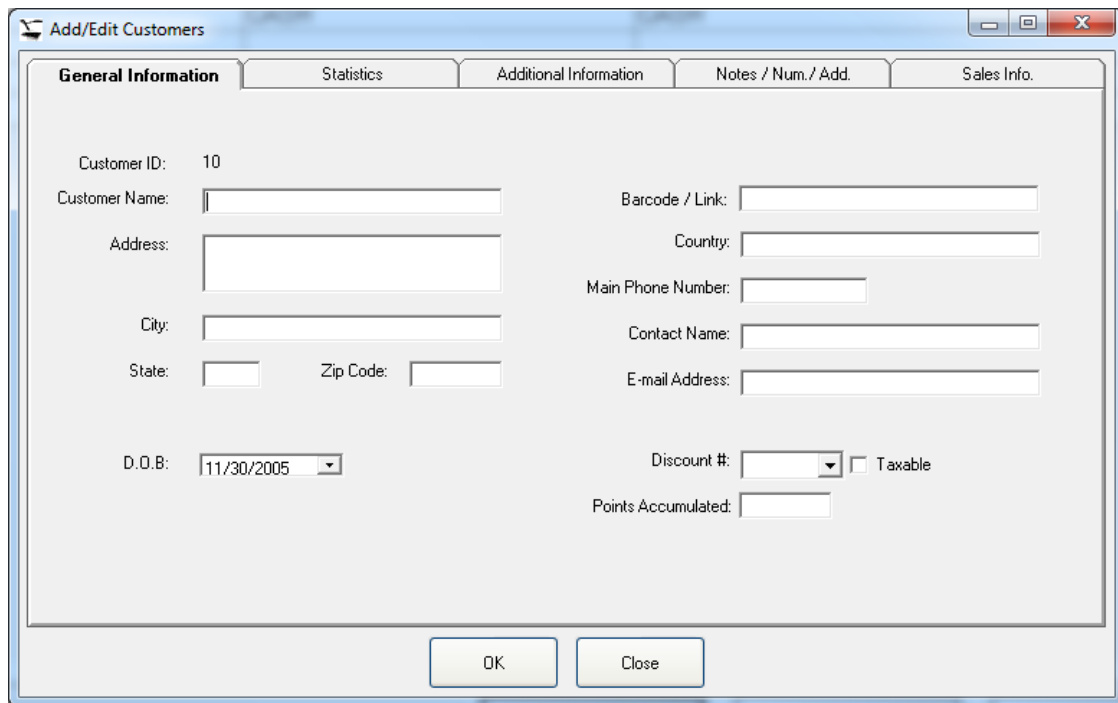 Add/Edit Customers
General Information
Statistics
Additional Information
Notes / Num./ Add.
Sales Info.
Customer ID: 10
Customer Name:
Address:
City:
State:
Zip Code:
D.O.B:
11/30/2005
Barcode / Link:
Country:
Main Phone Number:
Contact Name:
E-mail Address:
Discount #:
Taxable
Points Accumulated:
OK
Close